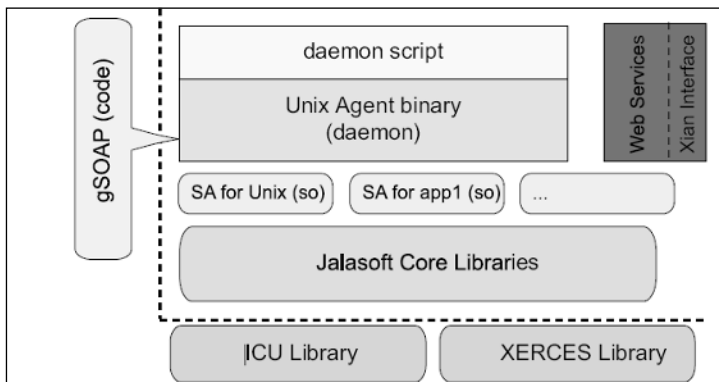 gSOAP (code)
daemon script
Unix Agent binary
(daemon)
Web Services
Xian Interface
SA for Unix (so)
SA for app1 (so)
...
Jalasoft Core Libraries
ICU Library
XERCES Library